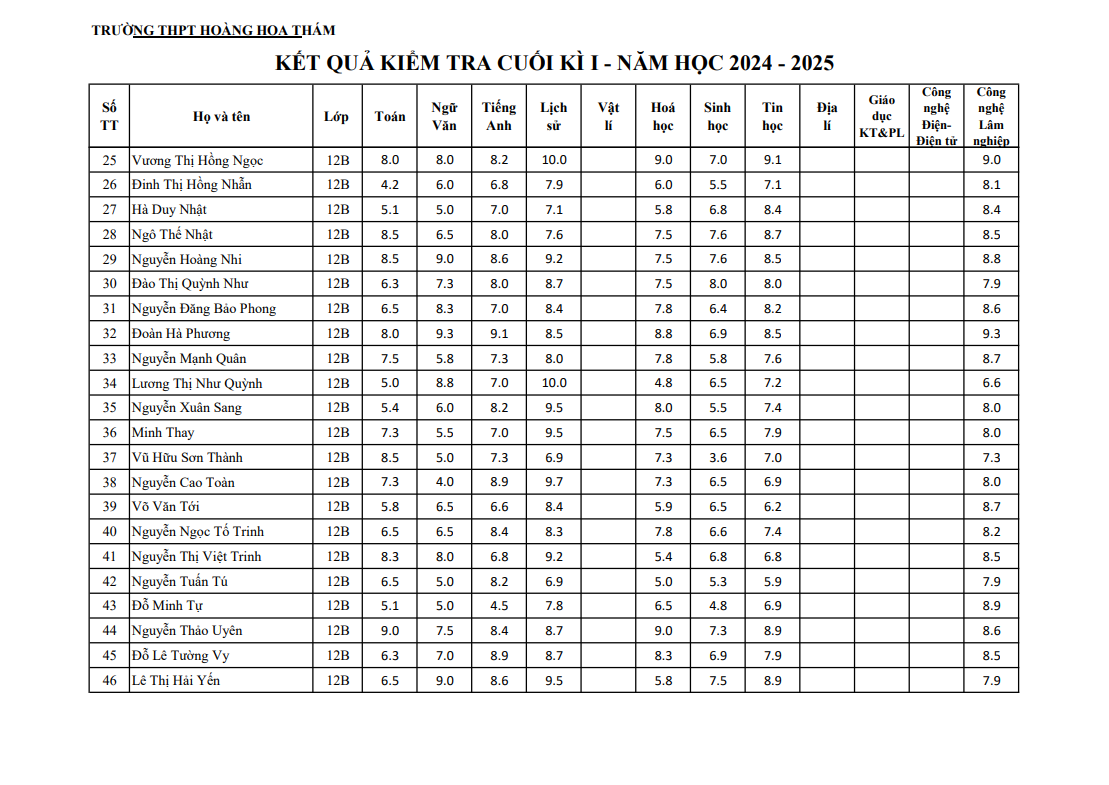 TRƯỜNG THPT HOÀNG HOA THÁM
KẾT QUẢ KIỂM TRA CUỐI KÌ I - NĂM HỌC 2024 - 2025
Số TT Họ và tên Lớp Toán Ngữ Văn Tiếng Anh Lịch sử Vật lí Hoá học Sinh học Tin học Địa lí Giáo dục KT&PL Công nghệ Điện-Điện tử Công nghệ Lâm nghiệp
25 Vương Thị Hồng Ngọc 12B 8.0 8.0 8.2 10.0 9.0 7.0 9.1 9.0
26 Đinh Thị Hồng Nhẫn 12B 4.2 6.0 6.8 7.9 6.0 5.5 7.1 8.1
27 Hà Duy Nhật 12B 5.1 5.0 7.0 7.1 5.8 6.8 8.4 8.4
28 Ngô Thế Nhật 12B 8.5 6.5 8.0 7.6 7.5 7.6 8.7 8.5
29 Nguyễn Hoàng Nhi 12B 8.5 9.0 8.6 9.2 7.5 7.6 8.5 8.8
30 Đào Thị Quỳnh Như 12B 6.3 7.3 8.0 8.7 7.5 8.0 8.0 7.9
31 Nguyễn Đăng Bảo Phong 12B 6.5 8.3 7.0 8.4 7.8 6.4 8.2 8.6
32 Đoàn Hà Phương 12B 8.0 9.3 9.1 8.5 8.8 6.9 8.5 9.3
33 Nguyễn Mạnh Quân 12B 7.5 5.8 7.3 8.0 7.8 5.8 7.6 8.7
34 Lương Thị Như Quỳnh 12B 5.0 8.8 7.0 10.0 4.8 6.5 7.2 6.6
35 Nguyễn Xuân Sang 12B 5.4 6.0 8.2 9.5 8.0 5.5 7.4 8.0
36 Minh Thay 12B 7.3 5.5 7.0 9.5 7.5 6.5 7.9 8.0
37 Vũ Hữu Sơn Thành 12B 8.5 5.0 7.3 6.9 7.3 3.6 7.0 7.3
38 Nguyễn Cao Toàn 12B 7.3 4.0 8.9 9.7 7.3 6.5 6.9 8.0
39 Võ Văn Tới 12B 5.8 6.5 6.6 8.4 5.9 6.5 6.2 8.7
40 Nguyễn Ngọc Tố Trinh 12B 6.5 6.5 8.4 8.3 7.8 6.6 7.4 8.2
41 Nguyễn Thị Việt Trinh 12B 8.3 8.0 6.8 9.2 5.4 6.8 6.8 8.5
42 Nguyễn Tuấn Tú 12B 6.5 5.0 8.2 6.9 5.0 5.3 5.9 7.9
43 Đỗ Minh Tự 12B 5.1 5.0 4.5 7.8 6.5 4.8 6.9 8.9
44 Nguyễn Thảo Uyên 12B 9.0 7.5 8.4 8.7 9.0 7.3 8.9 8.6
45 Đỗ Lê Tường Vy 12B 6.3 7.0 8.9 8.7 8.3 6.9 7.9 8.5
46 Lê Thị Hải Yến 12B 6.5 9.0 8.6 9.5 5.8 7.5 8.9 7.9